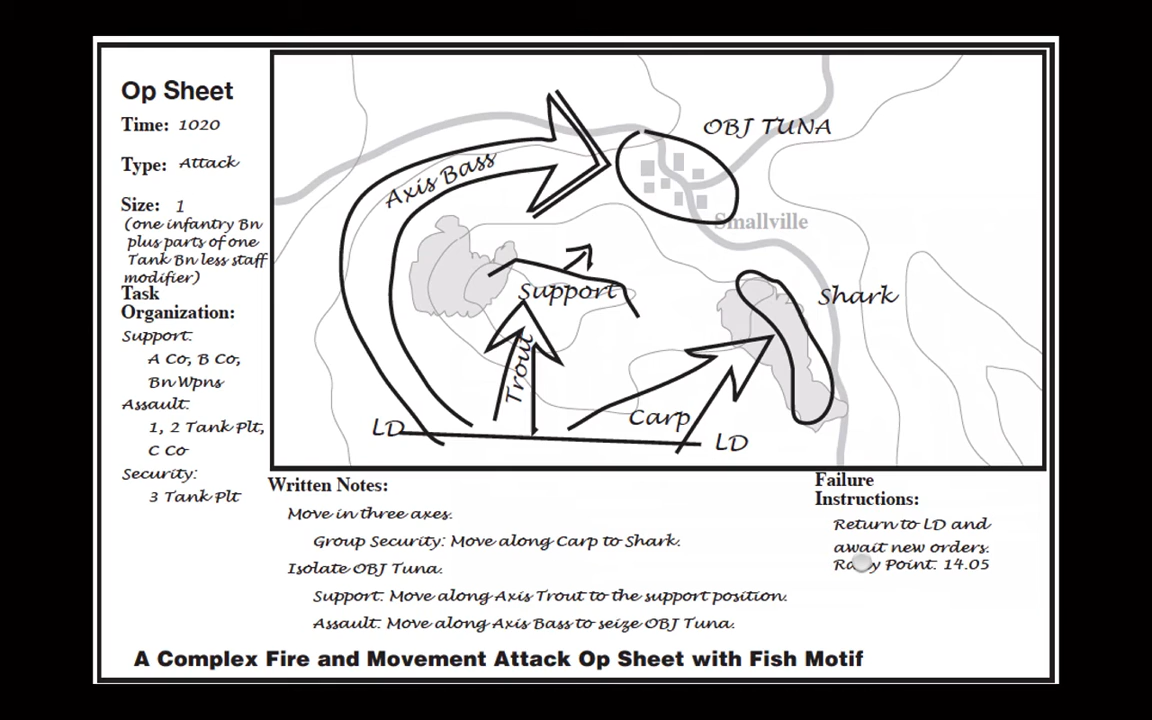 Op Sheet
Time: 1020
Type: Attack
Size: 1
(one infantry Bn
plus parts of one
Tank Bn less staff
modifier)
Task
Organization:
Support:
A Co, B Co,
Bn Wpns
Assault:
1, 2 Tank Plt,
C Co
Security:
3 Tank Plt
OBJ TUNA
Axis Bass
Smallville
Support
Shark
Trout
Carp
LD
LD
Written Notes:
Move in three axes.
Group Security: Move along Carp to Shark.
Isolate OBJ Tuna.
Support: Move along Axis Trout to the support position.
Assault: Move along Axis Bass to seize OBJ Tuna.
Failure
Instructions:
Return to LD and
await new orders.
Point: 14.05
A Complex Fire and Movement Attack Op Sheet with Fish Motif